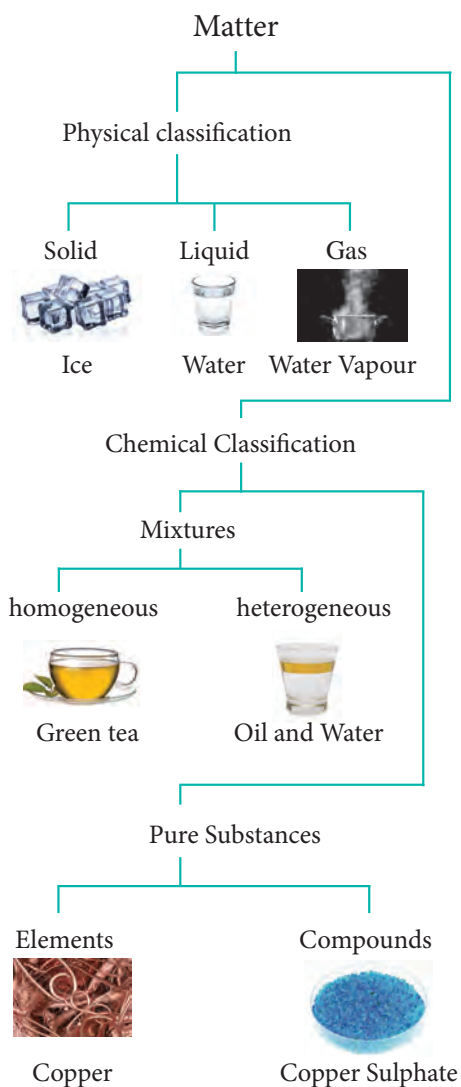 Matter
Physical classification
Solid Liquid Gas
Ice Water Water Vapour
Chemical Classification
Mixtures
homogeneous heterogeneous
Green tea Oil and Water
Pure Substances
Elements Compounds
Copper Copper Sulphate